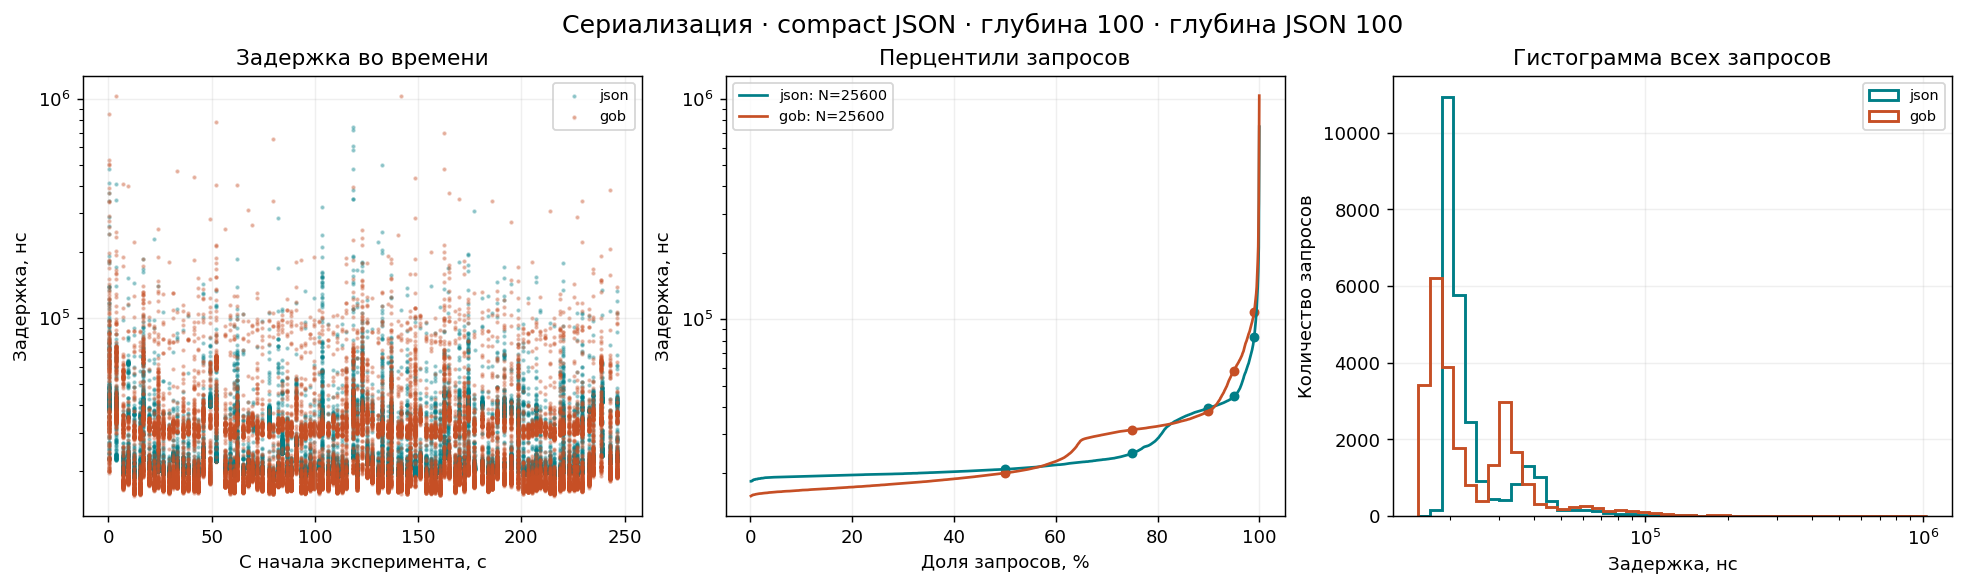 Сериализация · compact JSON · глубина 100 · глубина JSON 100
Задержка во времени
Задержка, нс
10⁶
10⁵
0 50 100 150 200 250
С начала эксперимента, с
json
gob
Перцентили запросов
Задержка, нс
10⁶
10⁵
0 20 40 60 80 100
Доля запросов, %
json: N=25600
gob: N=25600
Гистограмма всех запросов
Количество запросов
10000
8000
6000
4000
2000
0
10⁵ 10⁶
Задержка, нс
json
gob